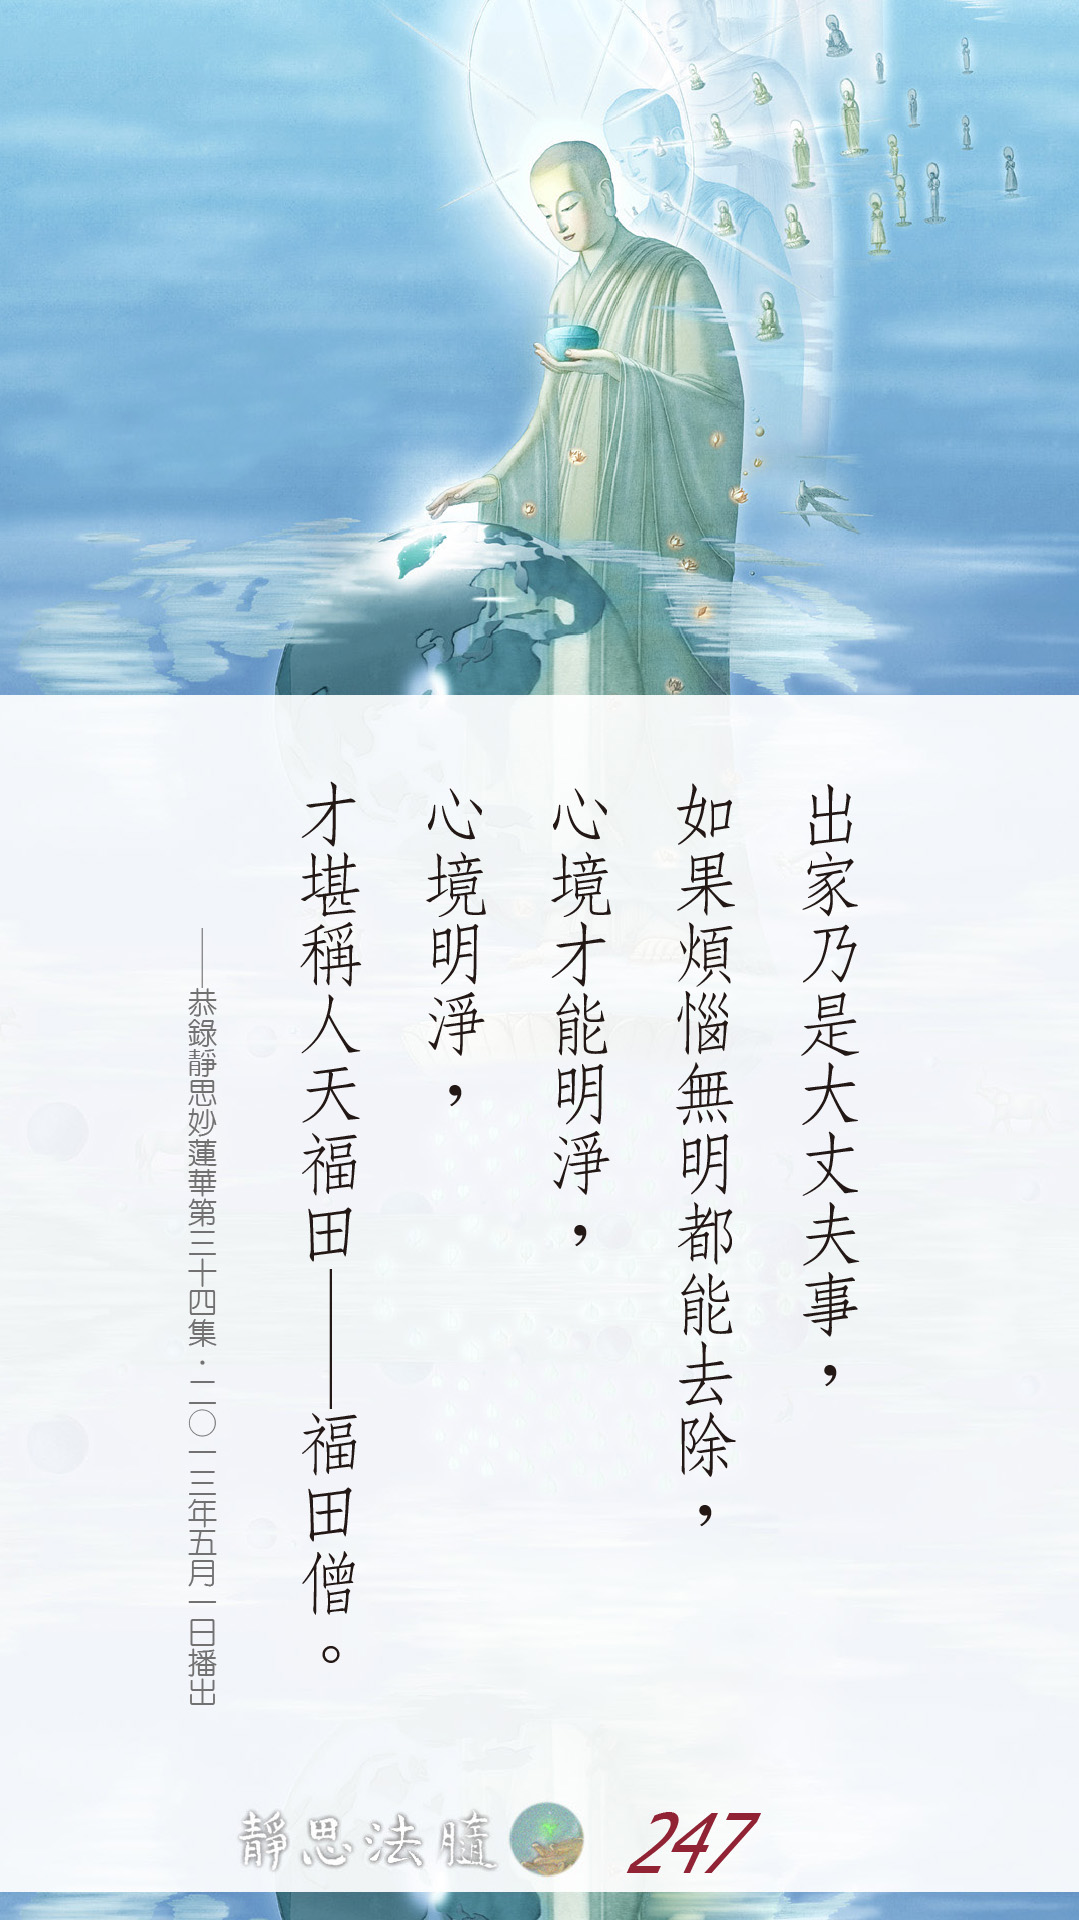 出家乃是大丈夫事，
如果煩惱無明都能去除，
心境才能明淨，
心境明淨，
才堪稱人天福田——福田僧。
——恭錄靜思妙蓮華第三十四集．二〇一三年五月一日播出
靜思法髓
247